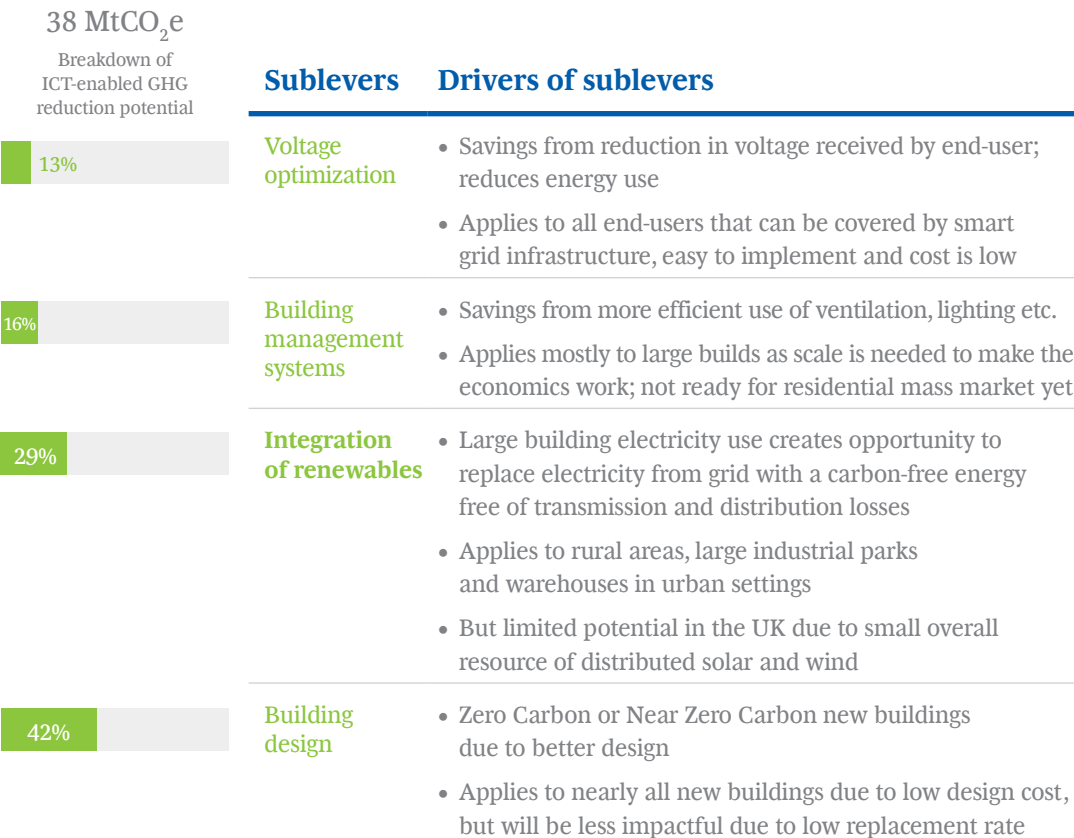 38 MtCO₂e
Breakdown of
ICT-enabled GHG
reduction potential
Sublevers
Drivers of sublevers
13%
Voltage
optimization
• Savings from reduction in voltage received by end-user;
reduces energy use
• Applies to all end-users that can be covered by smart
grid infrastructure, easy to implement and cost is low
16%
Building
management
systems
• Savings from more efficient use of ventilation, lighting etc.
• Applies mostly to large builds as scale is needed to make the
economics work; not ready for residential mass market yet
29%
Integration
of renewables
• Large building electricity use creates opportunity to
replace electricity from grid with a carbon-free energy
free of transmission and distribution losses
• Applies to rural areas, large industrial parks
and warehouses in urban settings
• But limited potential in the UK due to small overall
resource of distributed solar and wind
42%
Building
design
• Zero Carbon or Near Zero Carbon new buildings
due to better design
• Applies to nearly all new buildings due to low design cost,
but will be less impactful due to low replacement rate